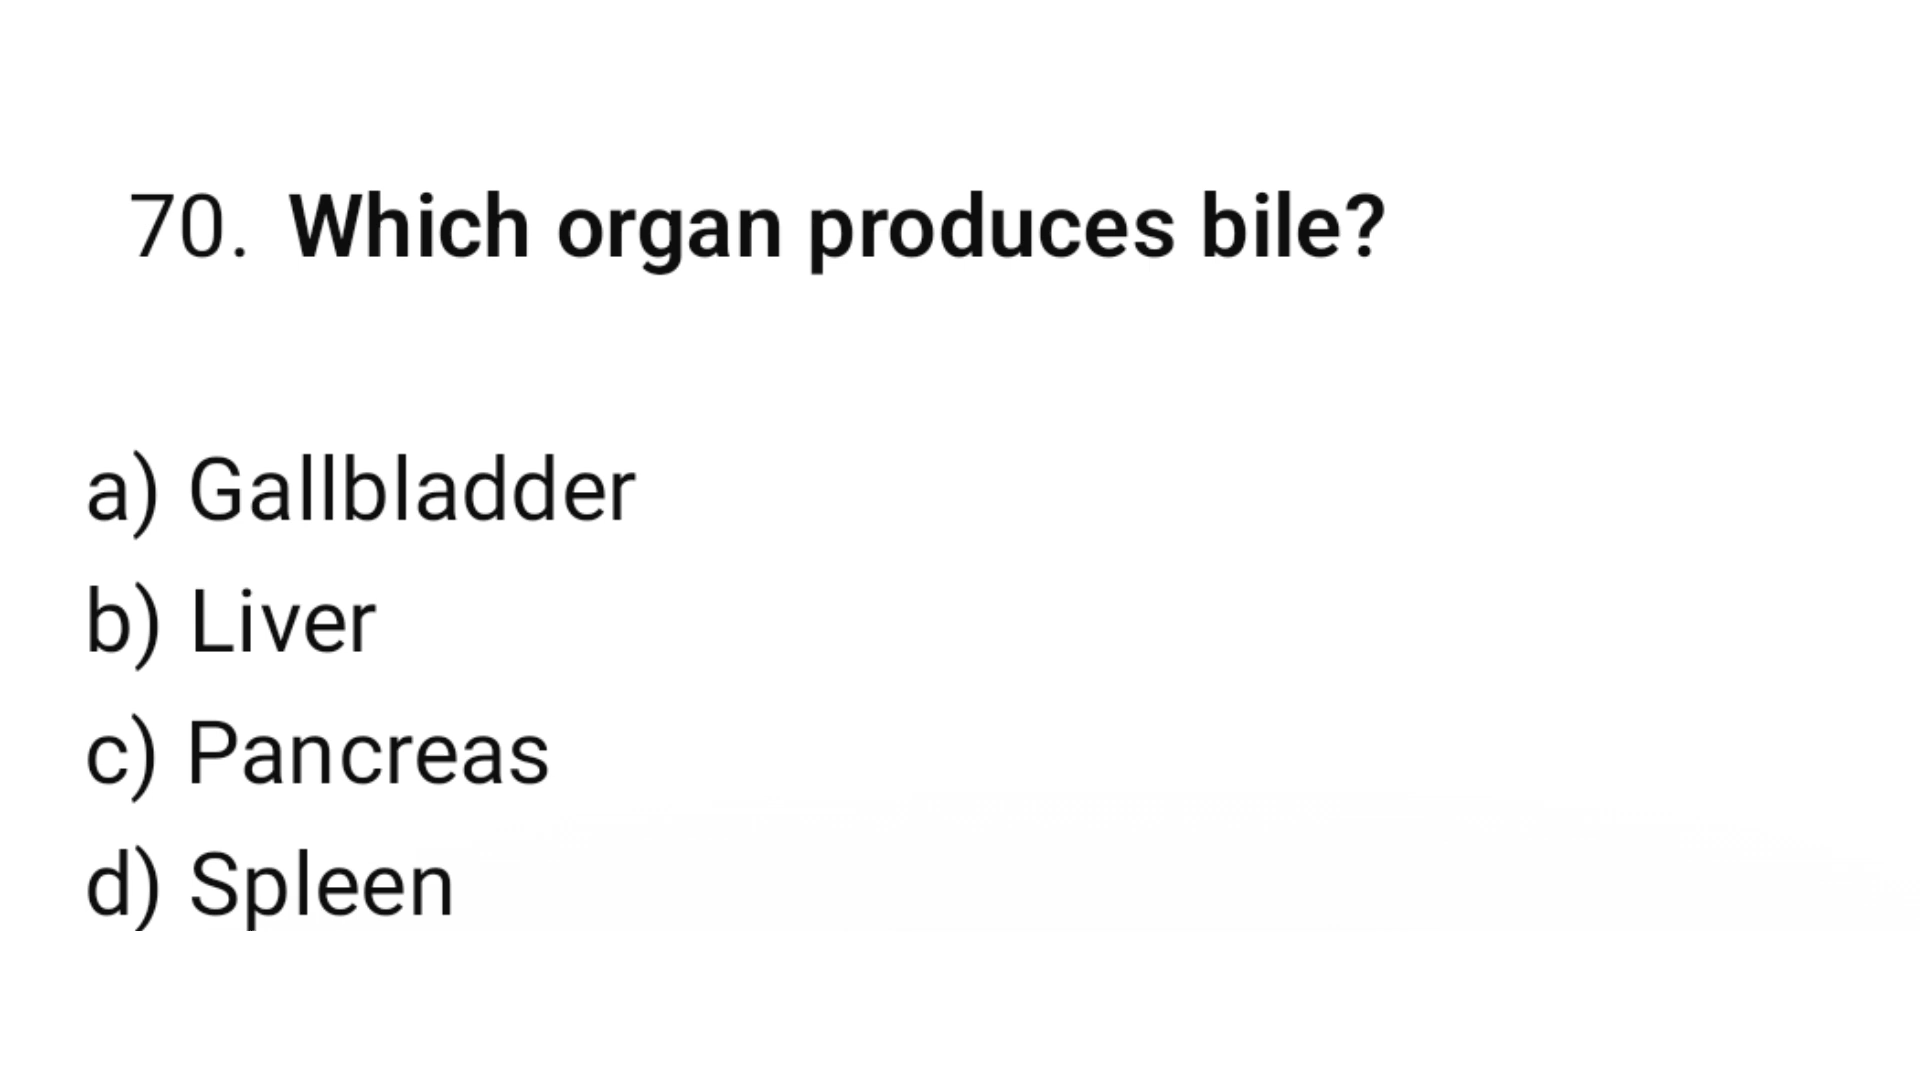 70. Which organ produces bile?
a) Gallbladder
b) Liver
c) Pancreas
d) Spleen